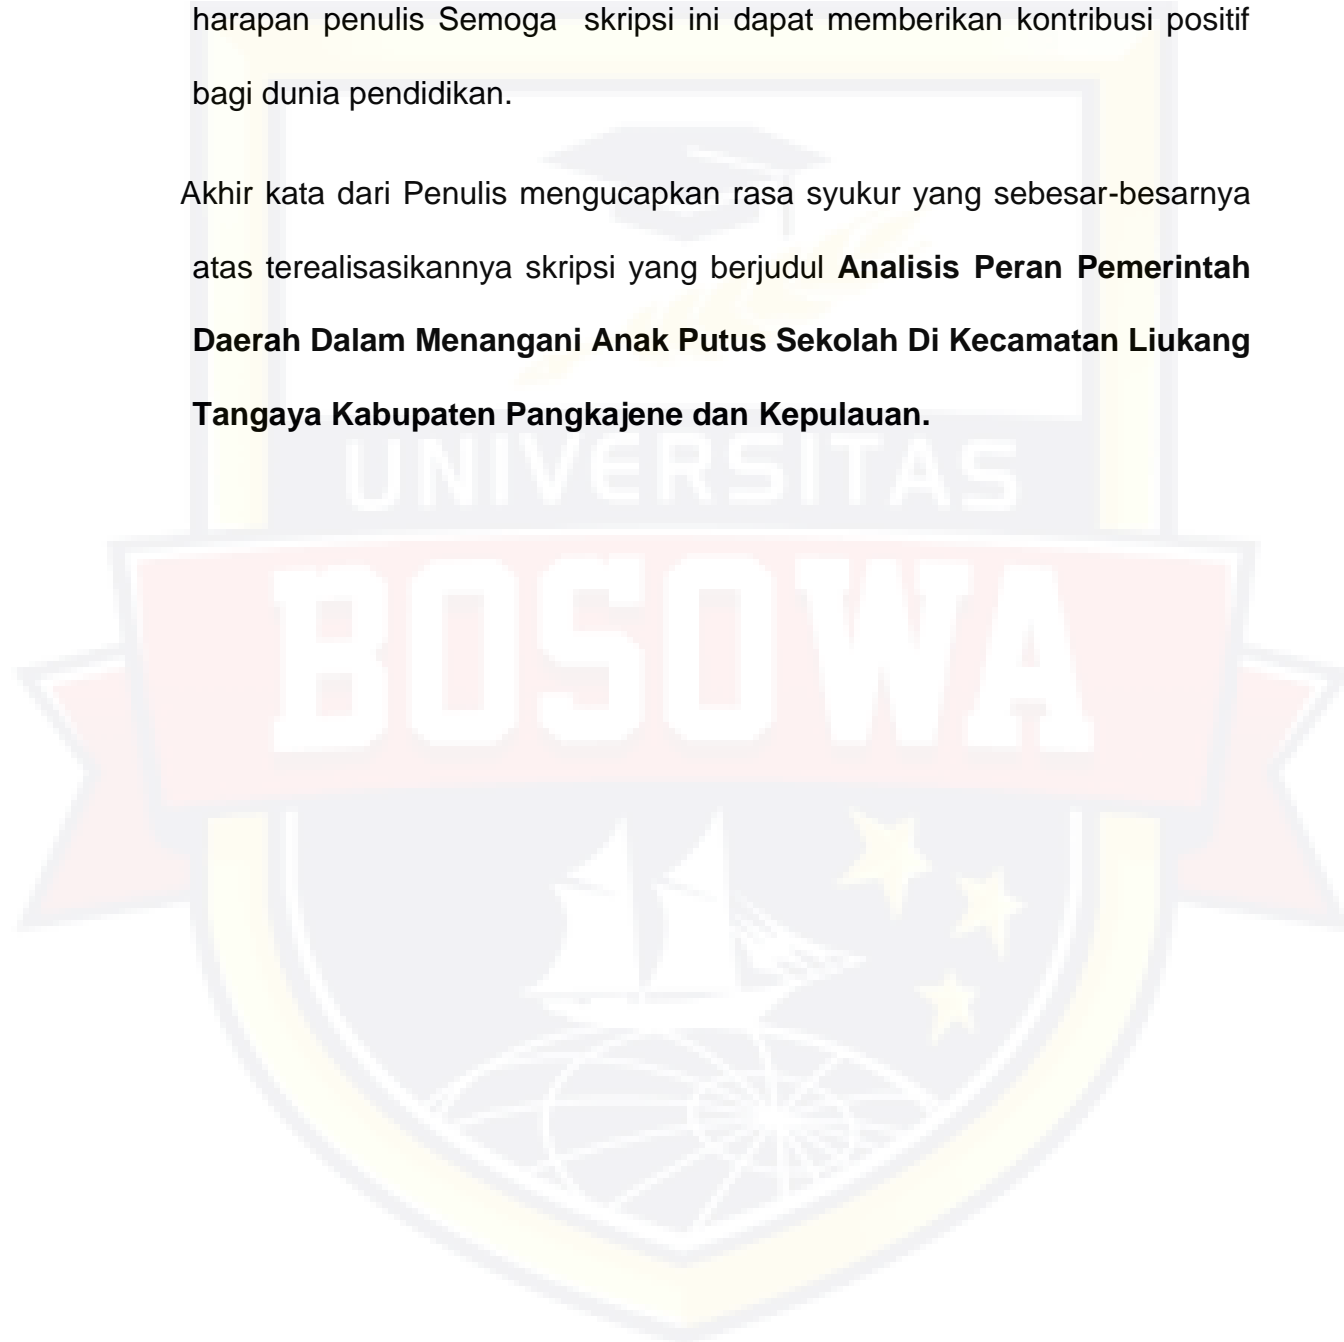 harapan penulis Semoga  skripsi ini dapat memberikan kontribusi positif
bagi dunia pendidikan.
Akhir kata dari Penulis mengucapkan rasa syukur yang sebesar-besarnya
atas terealisasikannya skripsi yang berjudul Analisis Peran Pemerintah
Daerah Dalam Menangani Anak Putus Sekolah Di Kecamatan Liukang
Tangaya Kabupaten Pangkajene dan Kepulauan.
UNIVERSITAS
BOSOWA